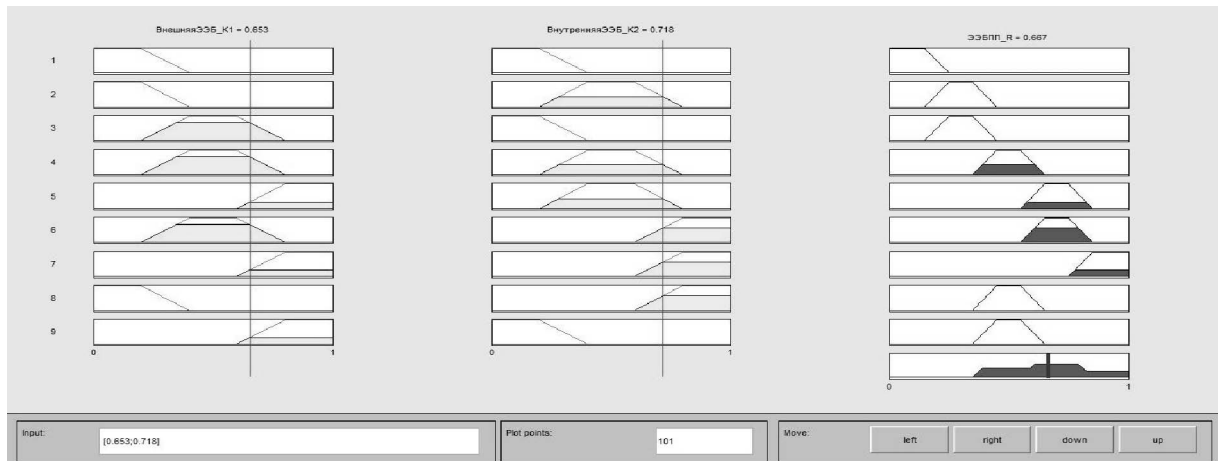 ВнешняяЭЭБ_K1 = 0.653
ВнутренняяЭЭБ_K2 = 0.718
ЭЭБПП_R = 0.667
1
2
3
4
5
6
7
8
9
0 1
0 1
0 1
Input: [0.653;0.718]
Plot points: 101
Move: left right down up